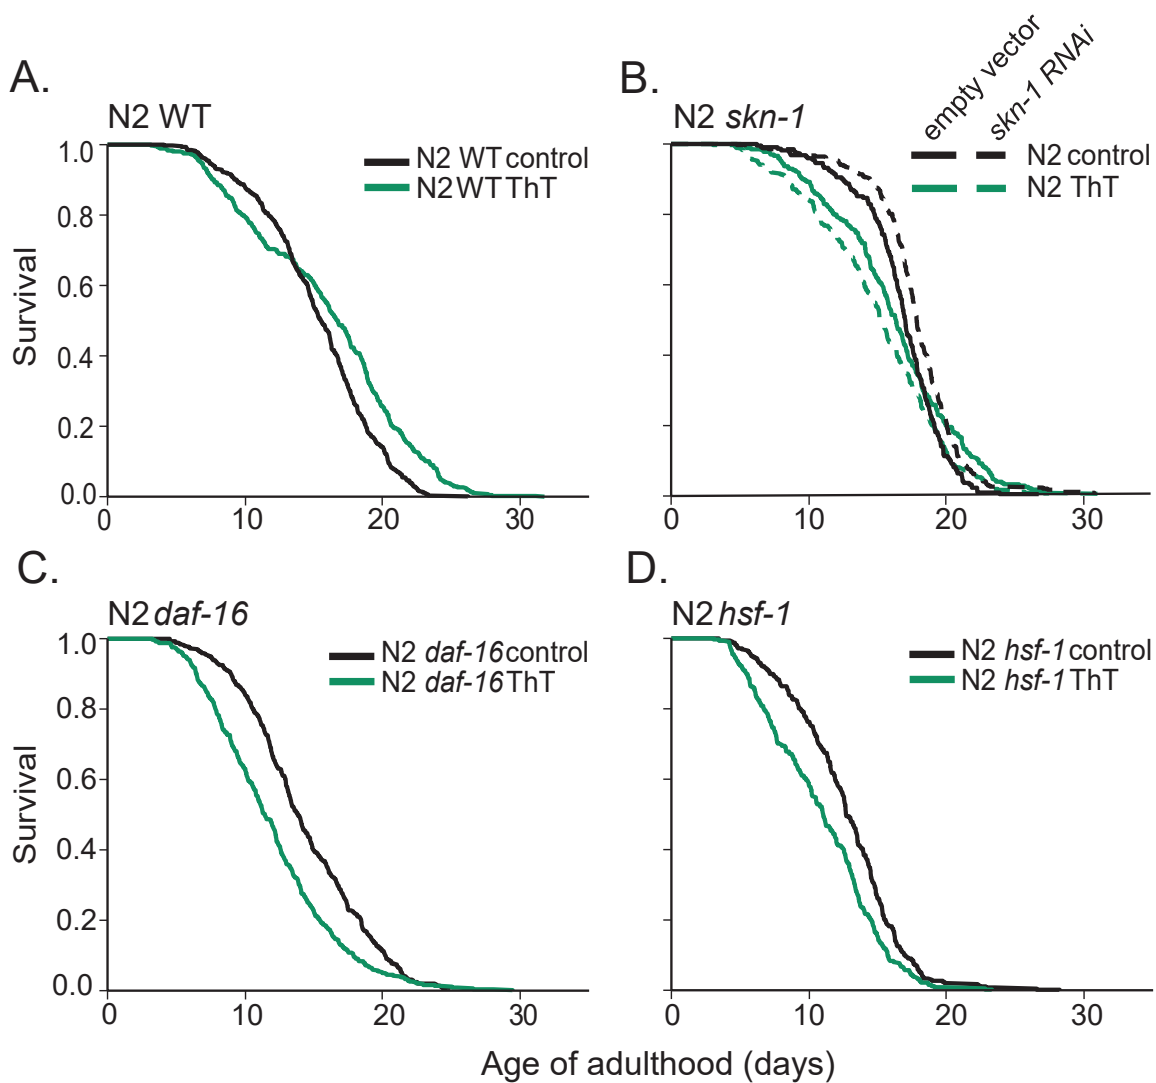 A.
N2 WT
N2 WT control
N2 WT ThT
Survival
1.0
0.8
0.6
0.4
0.2
0.0
0 10 20 30
B.
N2 skn-1
empty vector
skn-1 RNAi
N2 control
N2 ThT
0 10 20 30
C.
N2 daf-16
N2 daf-16 control
N2 daf-16 ThT
Survival
1.0
0.8
0.6
0.4
0.2
0.0
0 10 20 30
D.
N2 hsf-1
N2 hsf-1 control
N2 hsf-1 ThT
0 10 20 30
Age of adulthood (days)